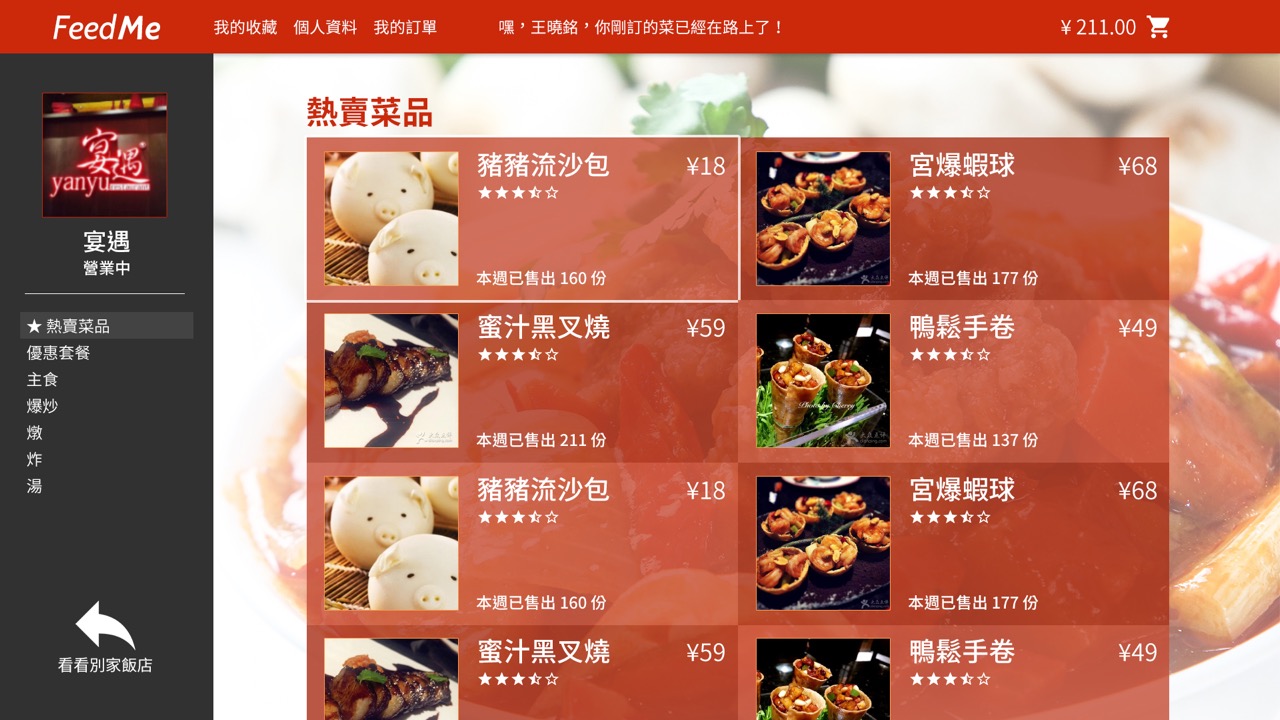 FeedMe
我的收藏 個人資料 我的訂單
嘿，王曉銘，你剛訂的菜已經在路上了！
¥ 211.00
宴遇
yanyu restaurant
宴遇
營業中
★ 熱賣菜品
優惠套餐
主食
爆炒
燉
炸
湯
看看別家飯店
熱賣菜品
豬豬流沙包 ¥18
本週已售出 160 份
宮爆蝦球 ¥68
本週已售出 177 份
蜜汁黑叉燒 ¥59
本週已售出 211 份
鴨鬆手卷 ¥49
Photo by Cherry
本週已售出 137 份
豬豬流沙包 ¥18
本週已售出 160 份
宮爆蝦球 ¥68
本週已售出 177 份
蜜汁黑叉燒 ¥59
鴨鬆手卷 ¥49